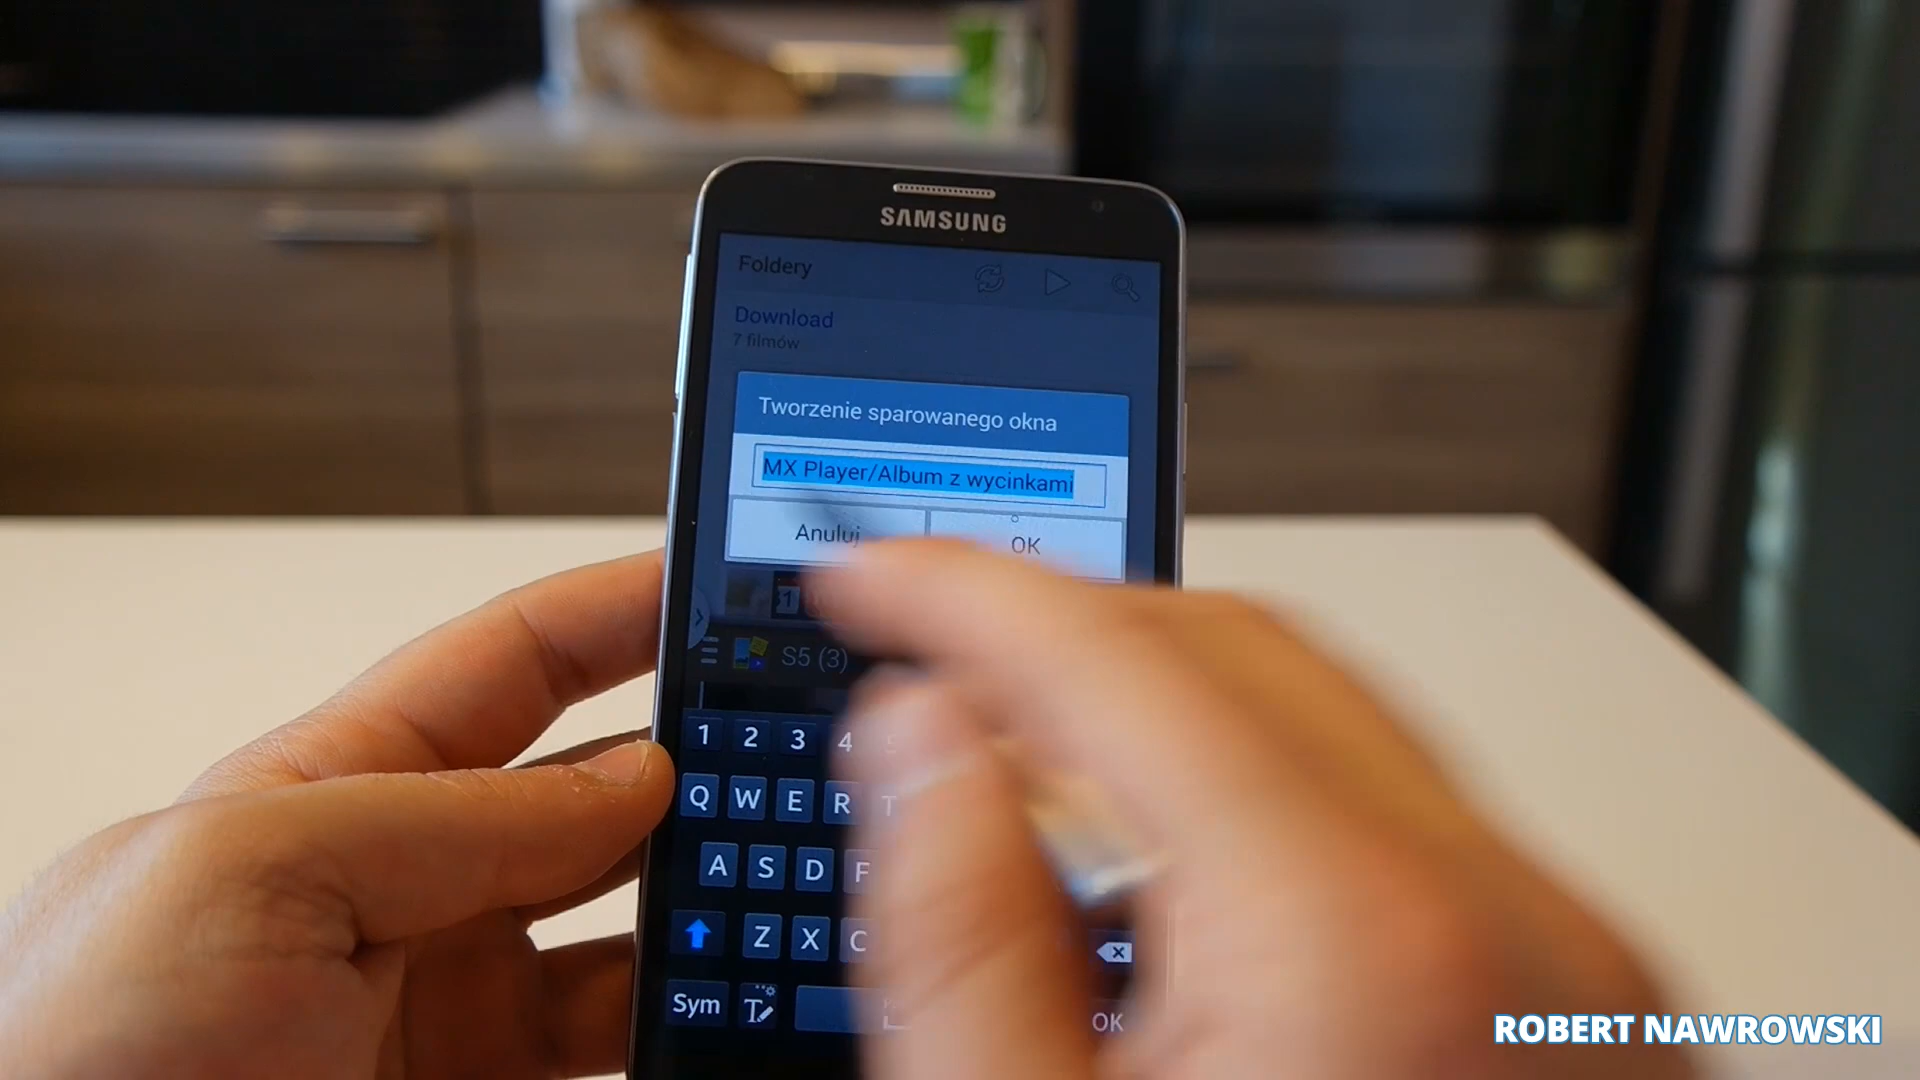 SAMSUNG
Foldery
Download
7 filmów
Tworzenie sparowanego okna
MX Player/Album z wycinkami
Anuluj
OK
31
S5 (3)
1 2 3 4
Q W E R T
A S D F
Z X C
Sym
OK
ROBERT NAWROWSKI